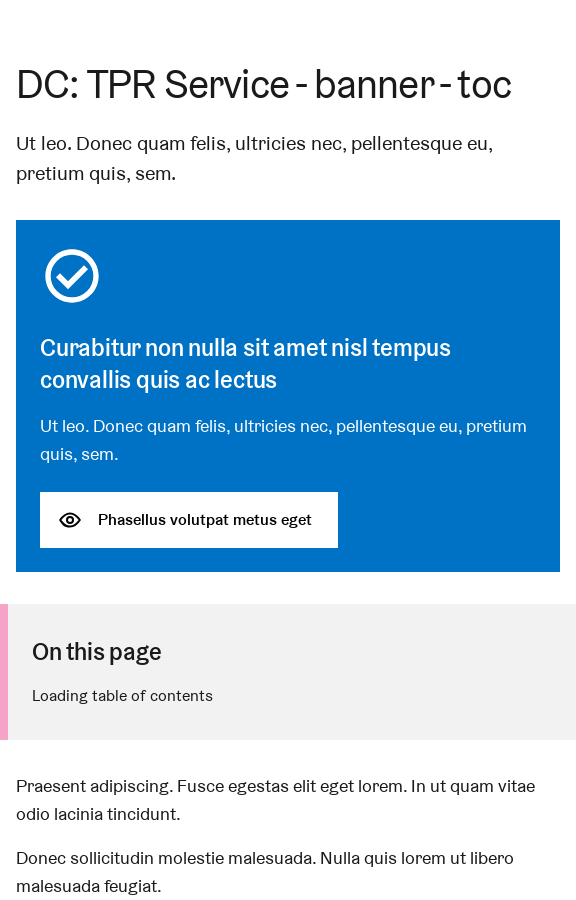 DC: TPR Service - banner - toc
Ut leo. Donec quam felis, ultricies nec, pellentesque eu,
pretium quis, sem.
Curabitur non nulla sit amet nisl tempus
convallis quis ac lectus
Ut leo. Donec quam felis, ultricies nec, pellentesque eu, pretium
quis, sem.
Phasellus volutpat metus eget
On this page
Loading table of contents
Praesent adipiscing. Fusce egestas elit eget lorem. In ut quam vitae
odio lacinia tincidunt.
Donec sollicitudin molestie malesuada. Nulla quis lorem ut libero
malesuada feugiat.